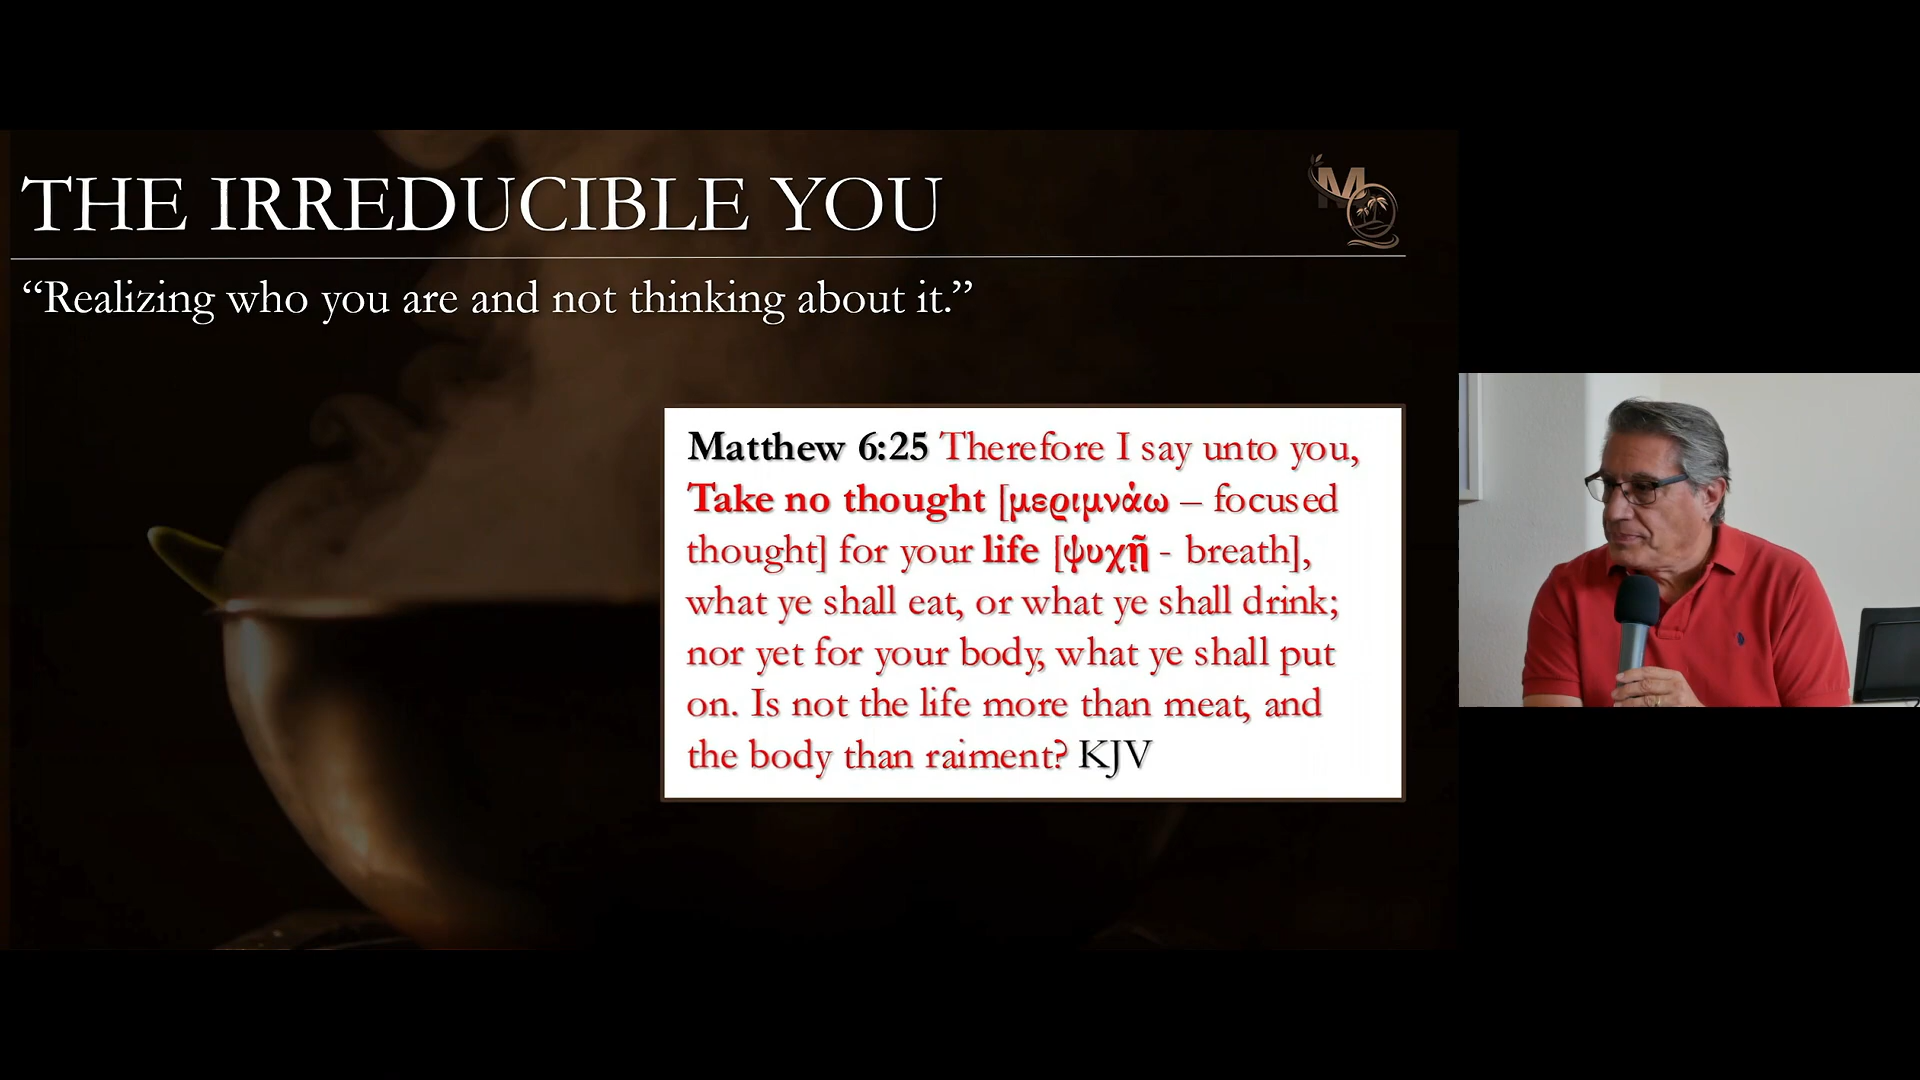 THE IRREDUCIBLE YOU
M
“Realizing who you are and not thinking about it.”
Matthew 6:25 Therefore I say unto you,
Take no thought [μεριμνάω – focused
thought] for your life [ψυχῇ - breath],
what ye shall eat, or what ye shall drink;
nor yet for your body, what ye shall put
on. Is not the life more than meat, and
the body than raiment? KJV